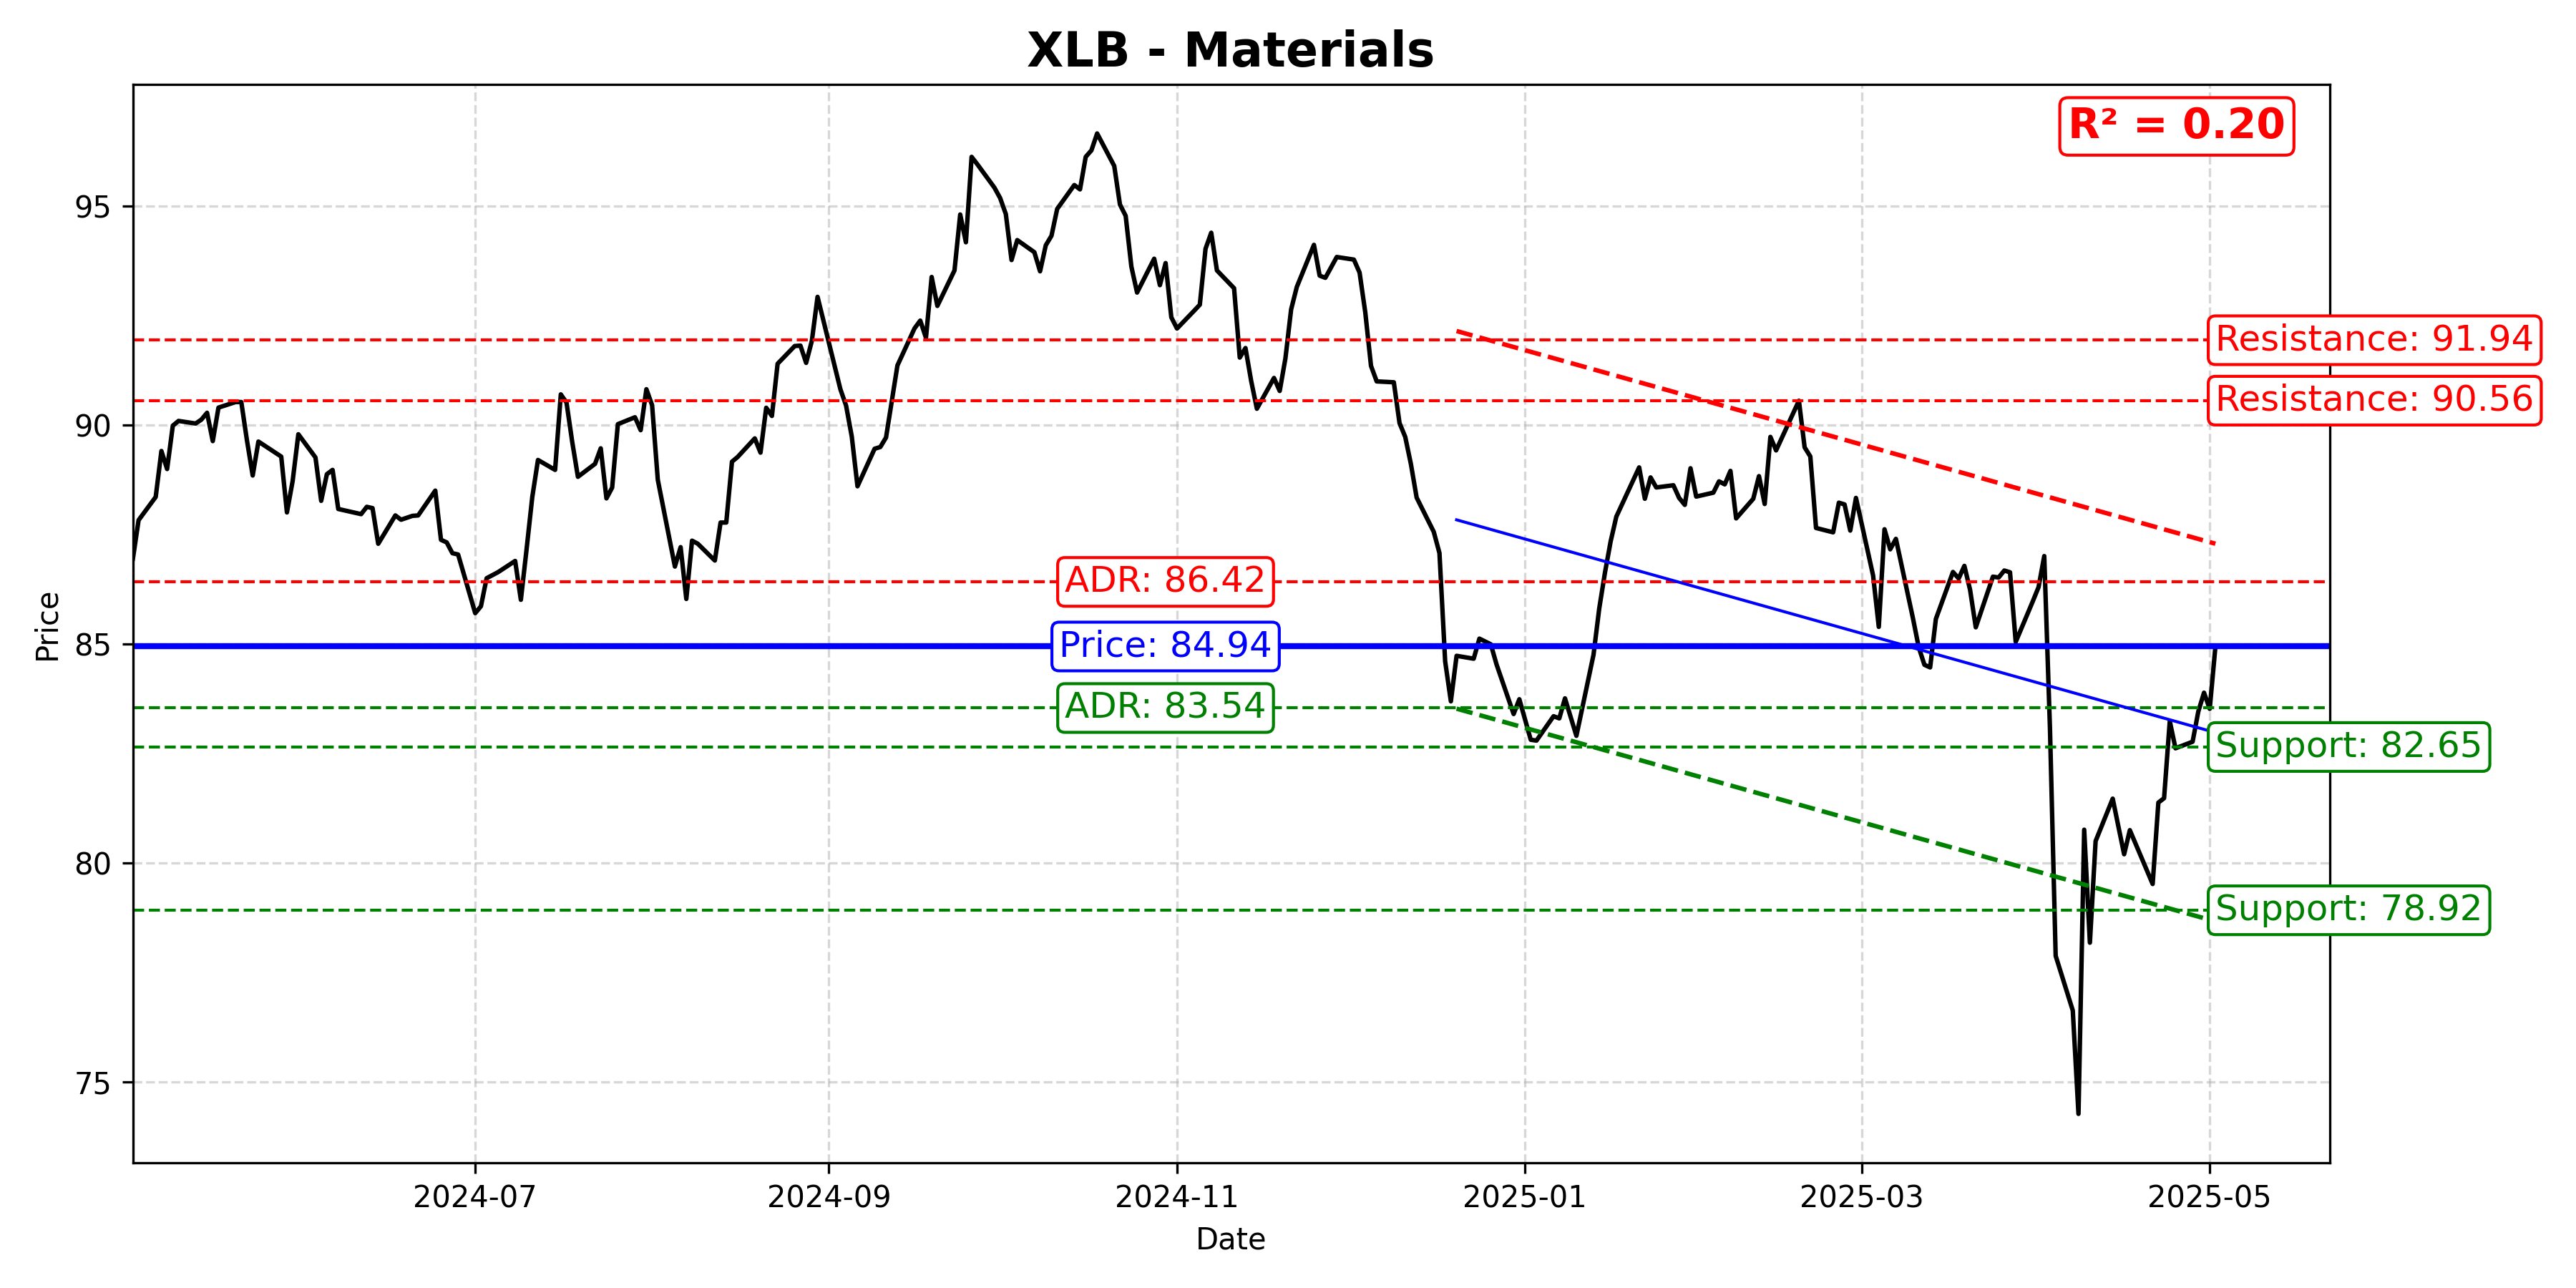 XLB - Materials
R² = 0.20
95
90
85
80
75
Price
Resistance: 91.94
Resistance: 90.56
ADR: 86.42
Price: 84.94
ADR: 83.54
Support: 82.65
Support: 78.92
2024-07
2024-09
2024-11
2025-01
2025-03
2025-05
Date